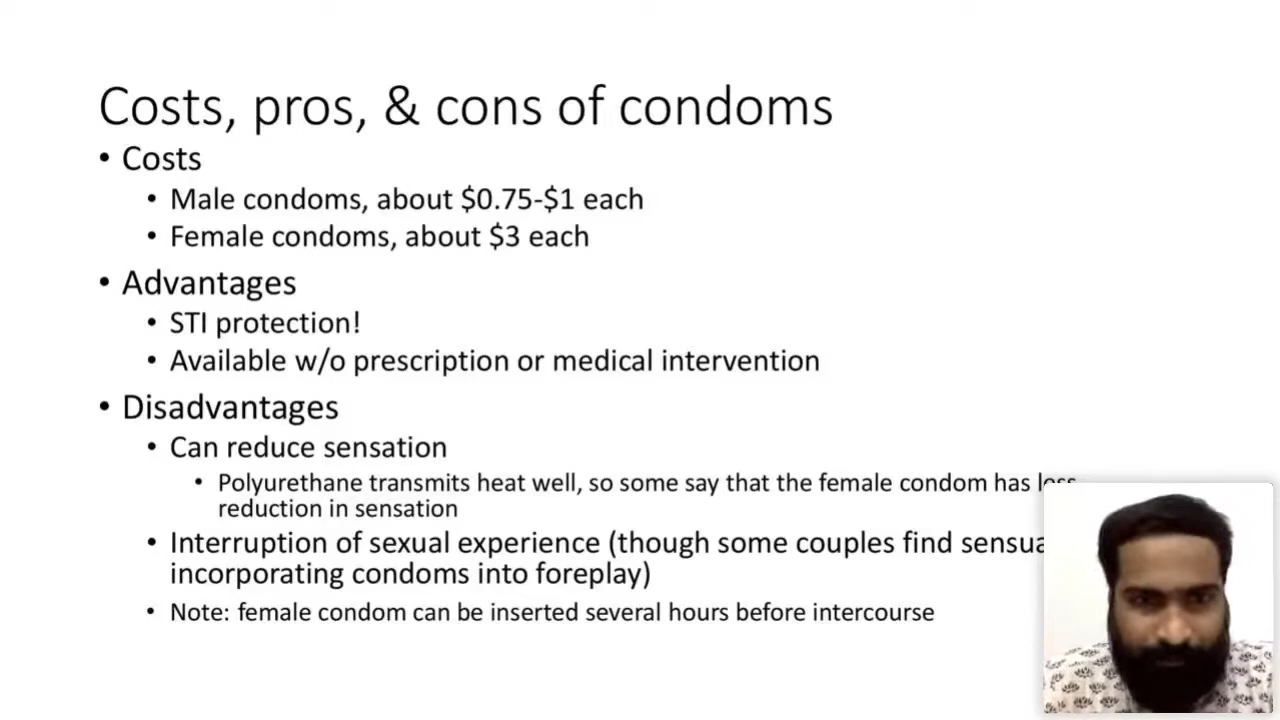 Costs, pros, & cons of condoms
• Costs
• Male condoms, about $0.75-$1 each
• Female condoms, about $3 each
• Advantages
• STI protection!
• Available w/o prescription or medical intervention
• Disadvantages
• Can reduce sensation
• Polyurethane transmits heat well, so some say that the female condom has less
reduction in sensation
• Interruption of sexual experience (though some couples find sensua
incorporating condoms into foreplay)
• Note: female condom can be inserted several hours before intercourse